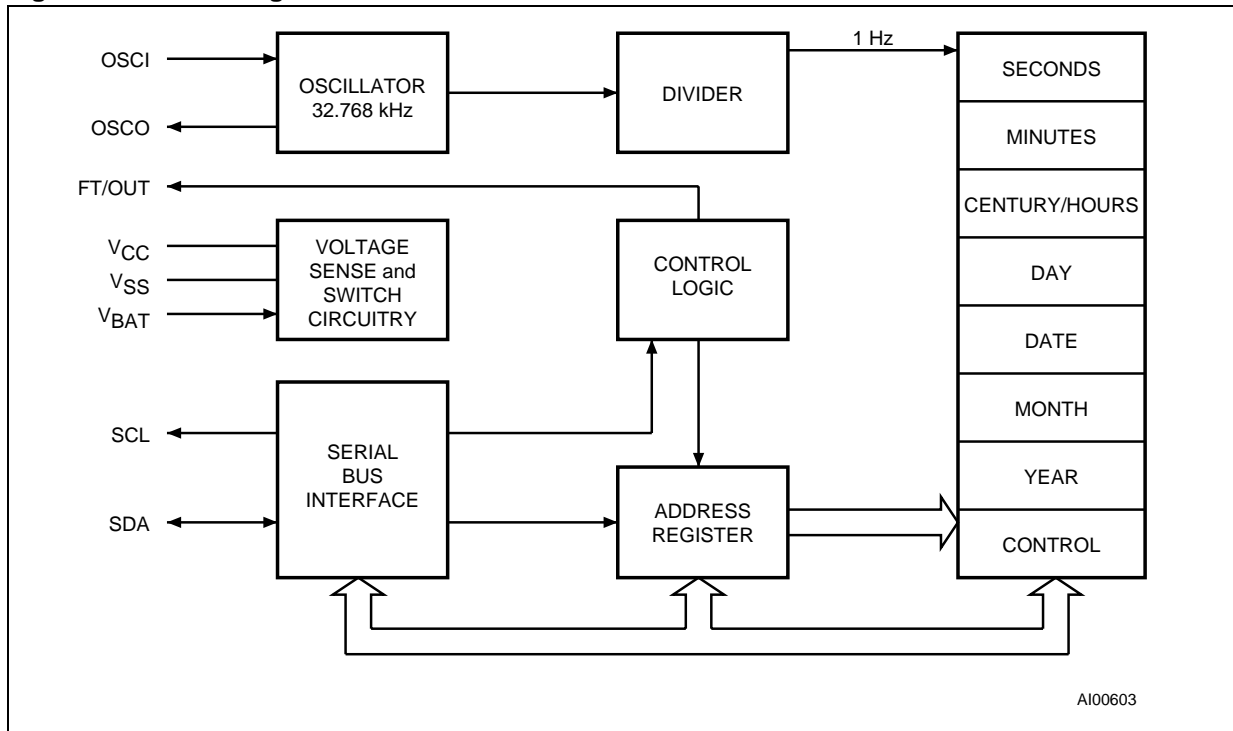 OSCI
OSCO
FT/OUT
VCC
VSS
VBAT
SCL
SDA
OSCILLATOR
32.768 kHz
VOLTAGE
SENSE and
SWITCH
CIRCUITRY
SERIAL
BUS
INTERFACE
DIVIDER
CONTROL
LOGIC
ADDRESS
REGISTER
1 Hz
SECONDS
MINUTES
CENTURY/HOURS
DAY
DATE
MONTH
YEAR
CONTROL
AI00603